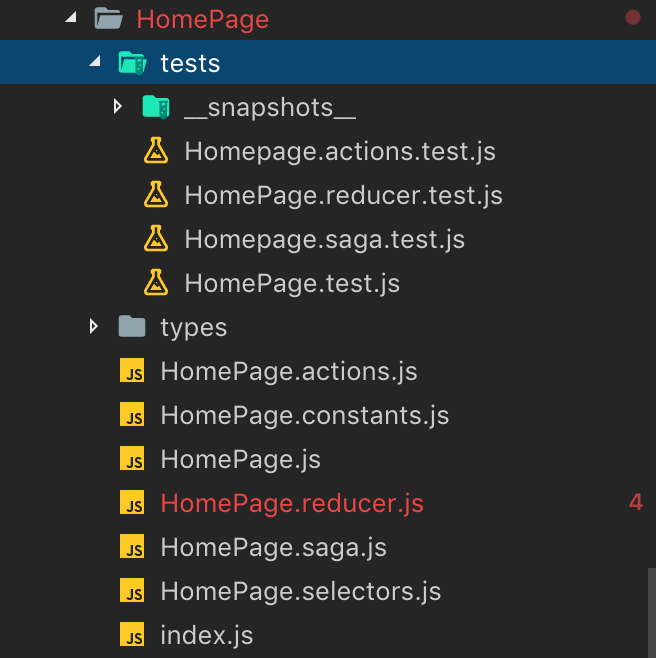 HomePage
tests
__snapshots__
Homepage.actions.test.js
HomePage.reducer.test.js
Homepage.saga.test.js
HomePage.test.js
types
JS HomePage.actions.js
JS HomePage.constants.js
JS HomePage.js
JS HomePage.reducer.js 4
JS HomePage.saga.js
JS HomePage.selectors.js
JS index.js